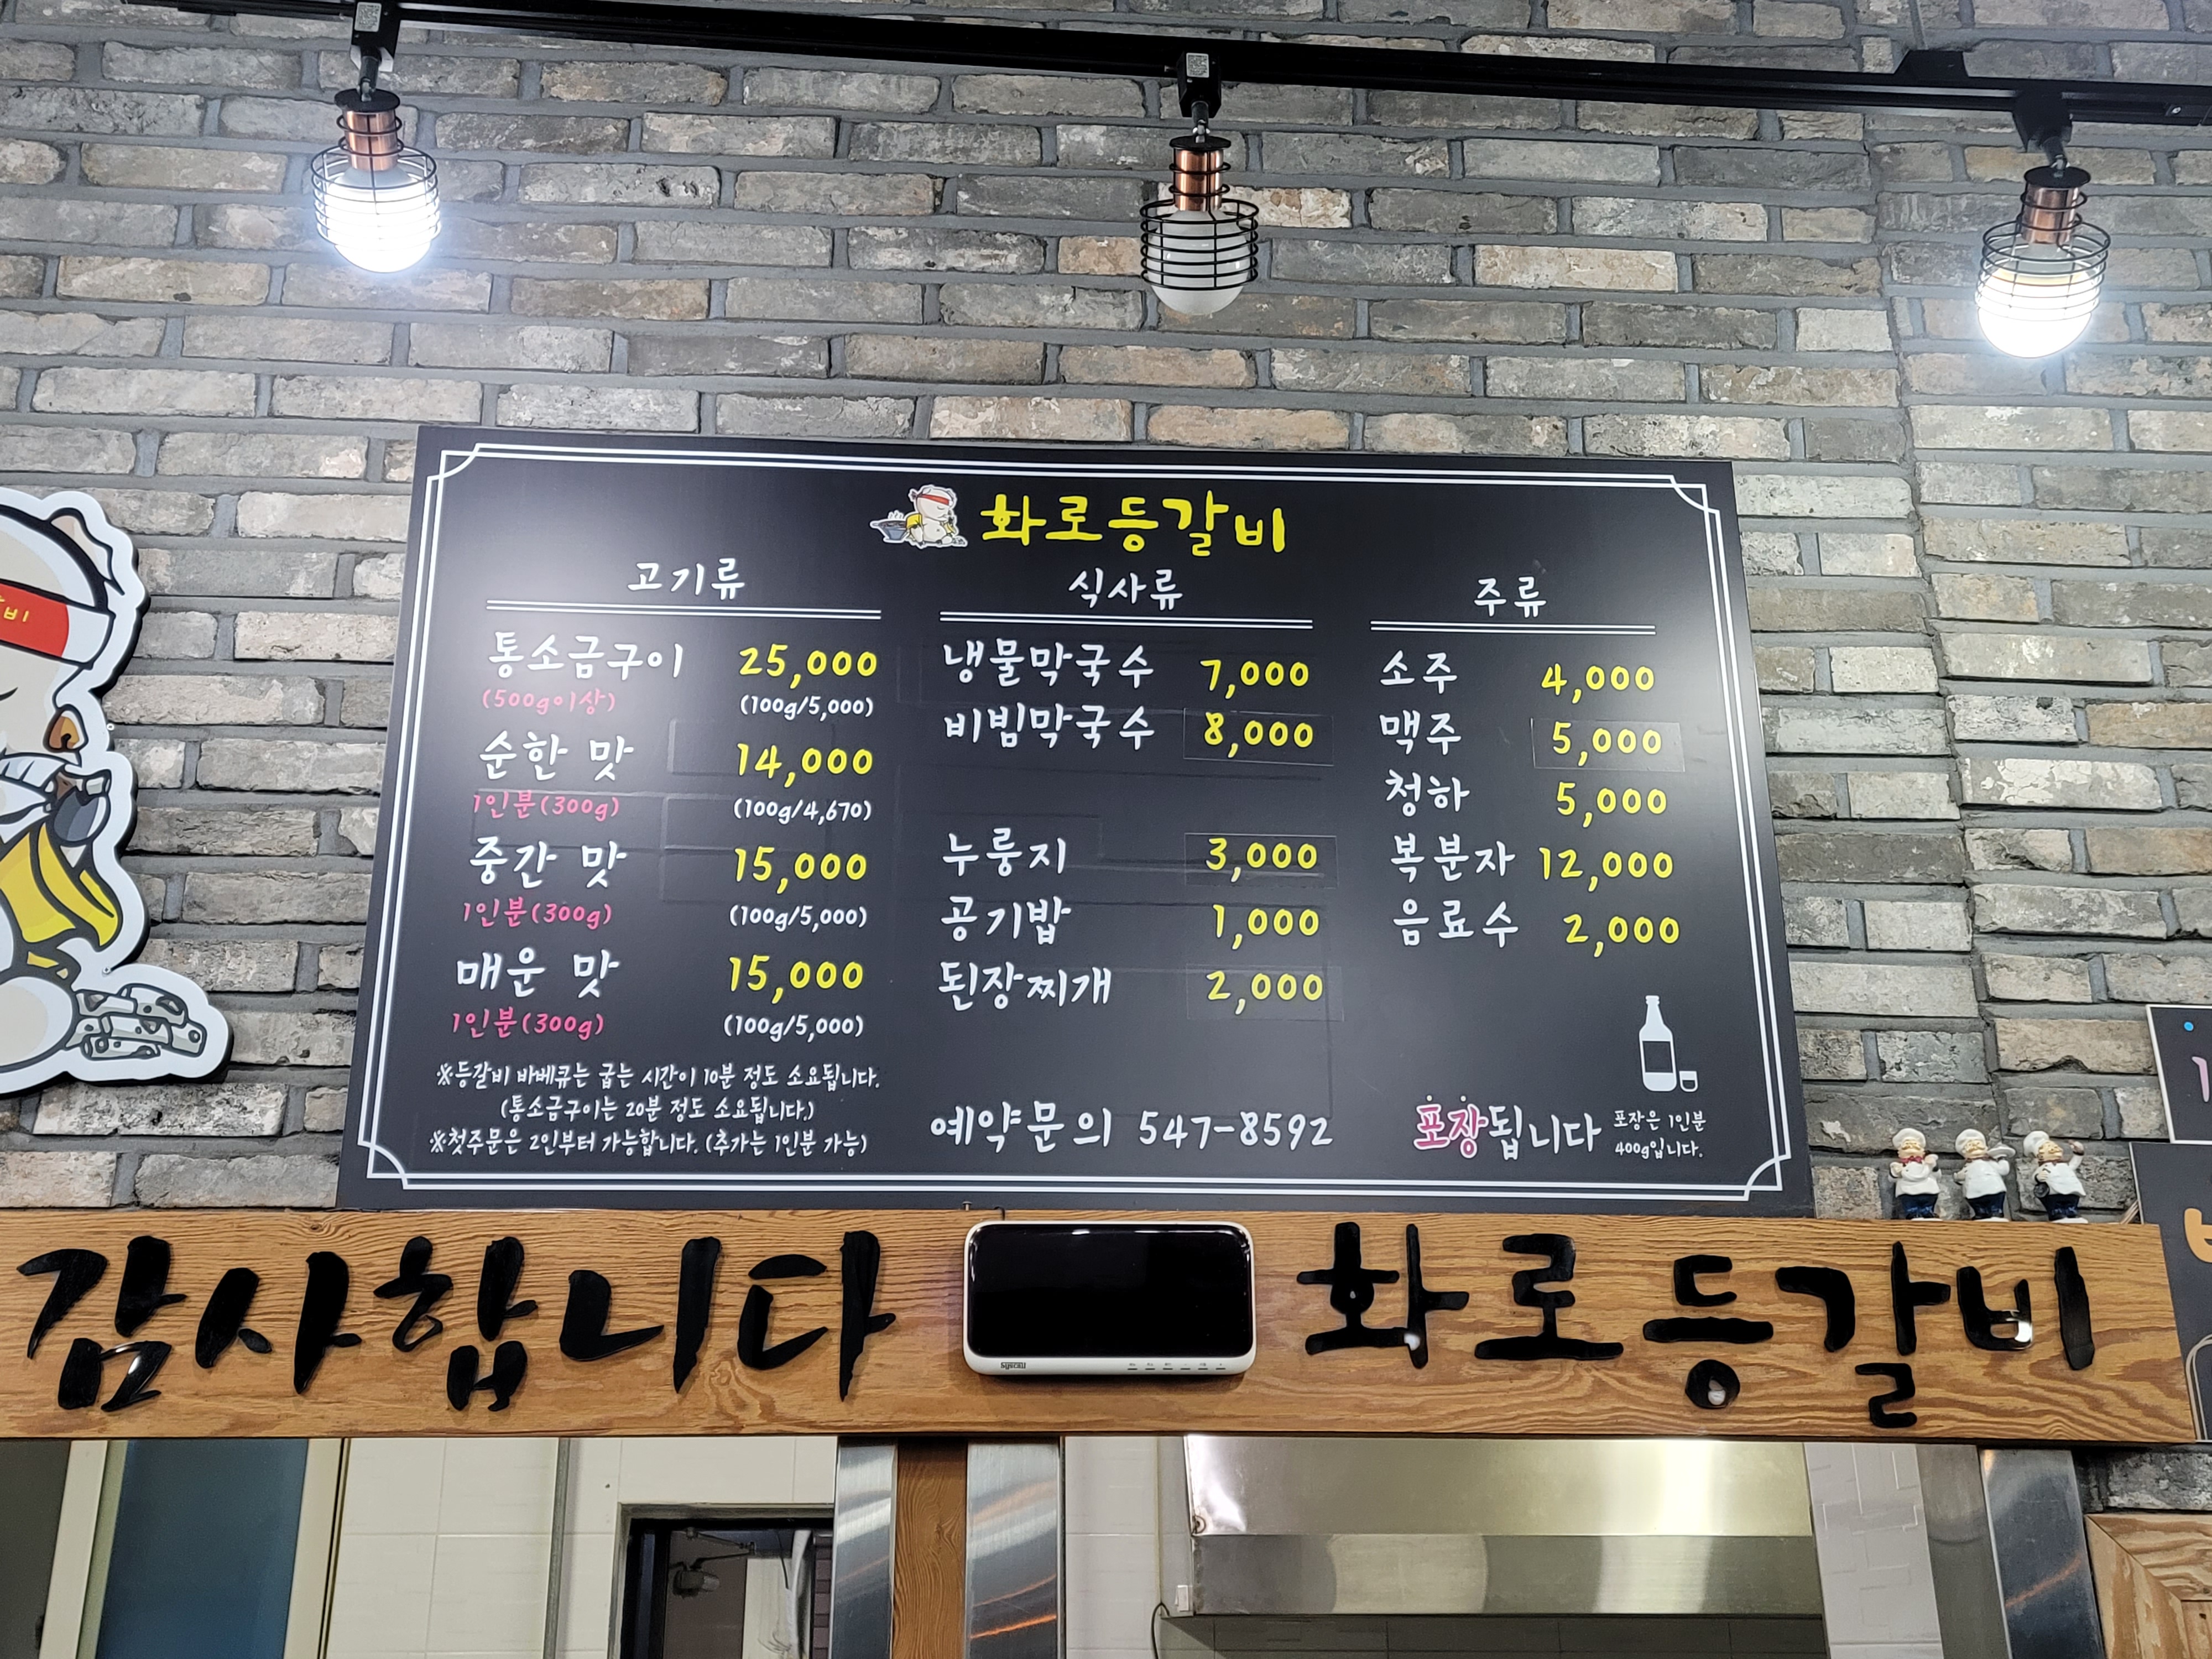 화로등갈비
고기류
통소금구이 25,000
(500g이상) (100g/5,000)
순한 맛 14,000
1인분(300g) (100g/4,670)
중간 맛 15,000
1인분(300g) (100g/5,000)
매운 맛 15,000
1인분(300g) (100g/5,000)
※등갈비 바베큐는 굽는 시간이 10분 정도 소요됩니다.
(통소금구이는 20분 정도 소요됩니다.)
※첫주문은 2인부터 가능합니다. (추가는 1인분 가능)
식사류
냉물막국수 7,000
비빔막국수 8,000
누룽지 3,000
공기밥 1,000
된장찌개 2,000
예약문의 547-8592
주류
소주 4,000
맥주 5,000
청하 5,000
복분자 12,000
음료수 2,000
포장됩니다 포장은 1인분
400g입니다.
감사합니다 화로등갈비
syscall